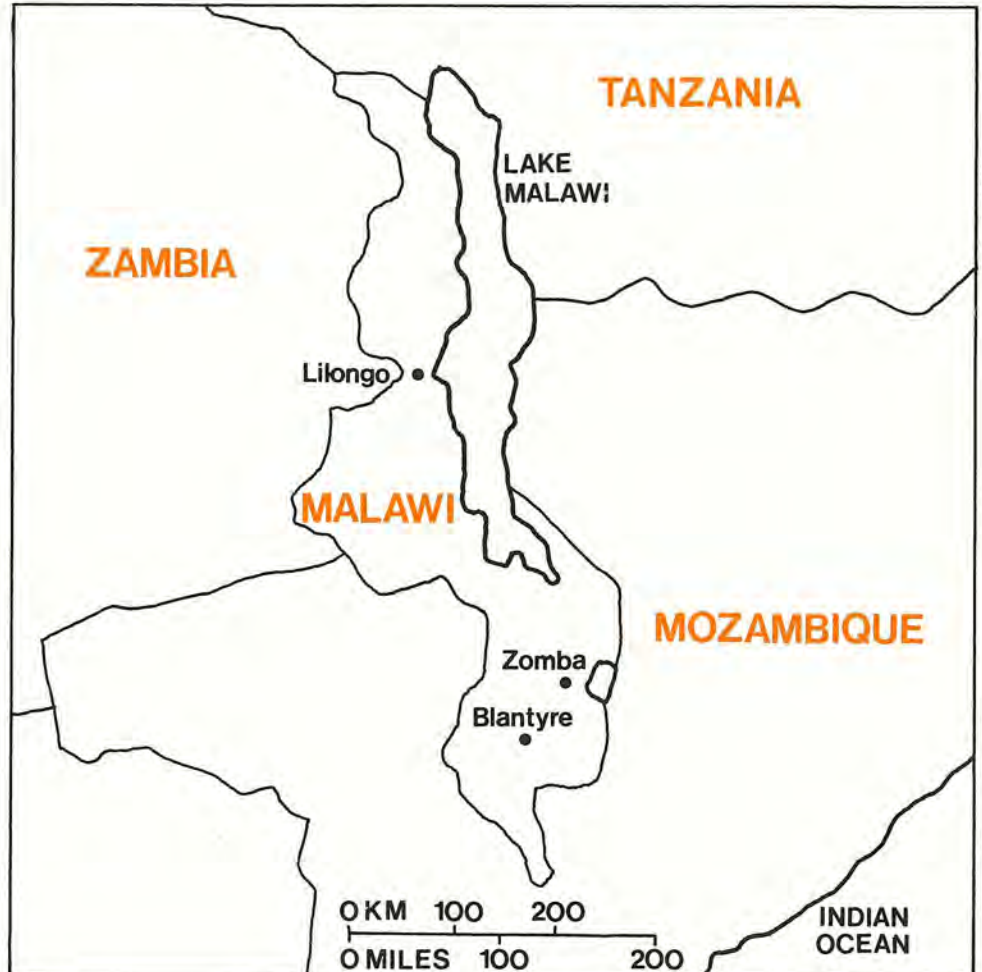 TANZANIA
LAKE
MALAWI
ZAMBIA
Lilongo
MALAWI
MOZAMBIQUE
Zomba
Blantyre
0 KM 100 200
0 MILES 100 200
INDIAN
OCEAN